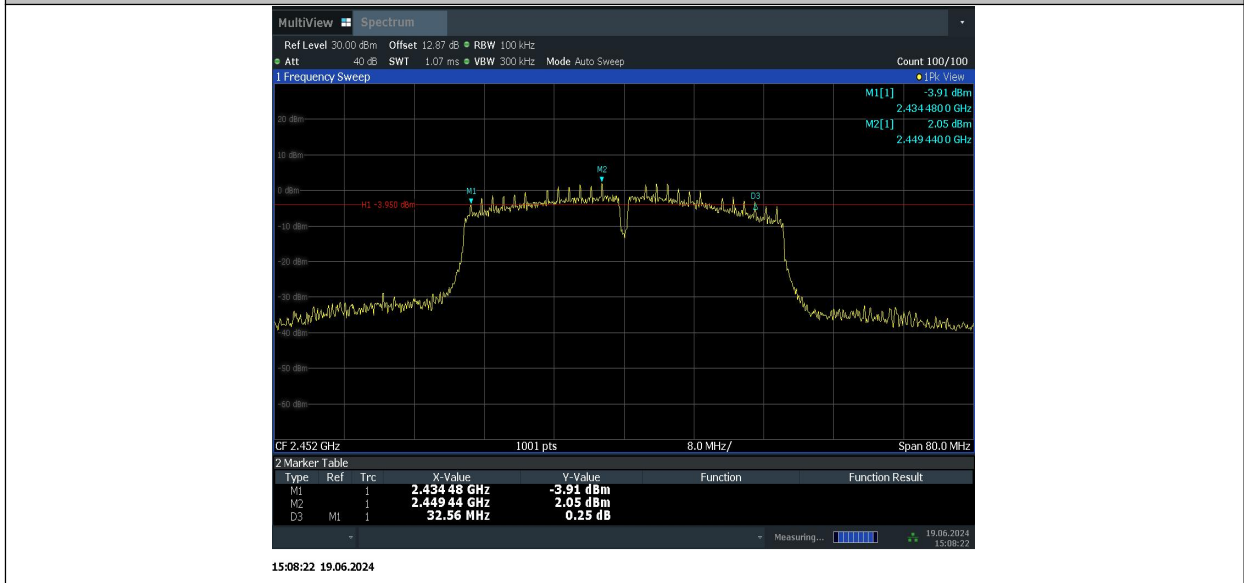 MultiView Spectrum
Ref Level 30.00 dBm Offset 12.87 dB RBW 100 kHz
Att 40 dB SWT 1.07 ms VBW 300 kHz Mode Auto Sweep Count 100/100
1 Frequency Sweep 1Pk View
M1[1] -3.91 dBm
2.434 480 0 GHz
M2[1] 2.05 dBm
2.449 440 0 GHz
20 dBm
10 dBm
M2
0 dBm
M1
D3
H1 -3.950 dBm
-10 dBm
-20 dBm
-30 dBm
-40 dBm
-50 dBm
-60 dBm
CF 2.452 GHz 1001 pts 8.0 MHz/ Span 80.0 MHz
2 Marker Table
Type Ref Trc X-Value Y-Value Function Function Result
M1 1 2.434 48 GHz -3.91 dBm
M2 1 2.449 44 GHz 2.05 dBm
D3 M1 1 32.56 MHz 0.25 dB
Measuring... 19.06.2024
15:08:22
15:08:22 19.06.2024